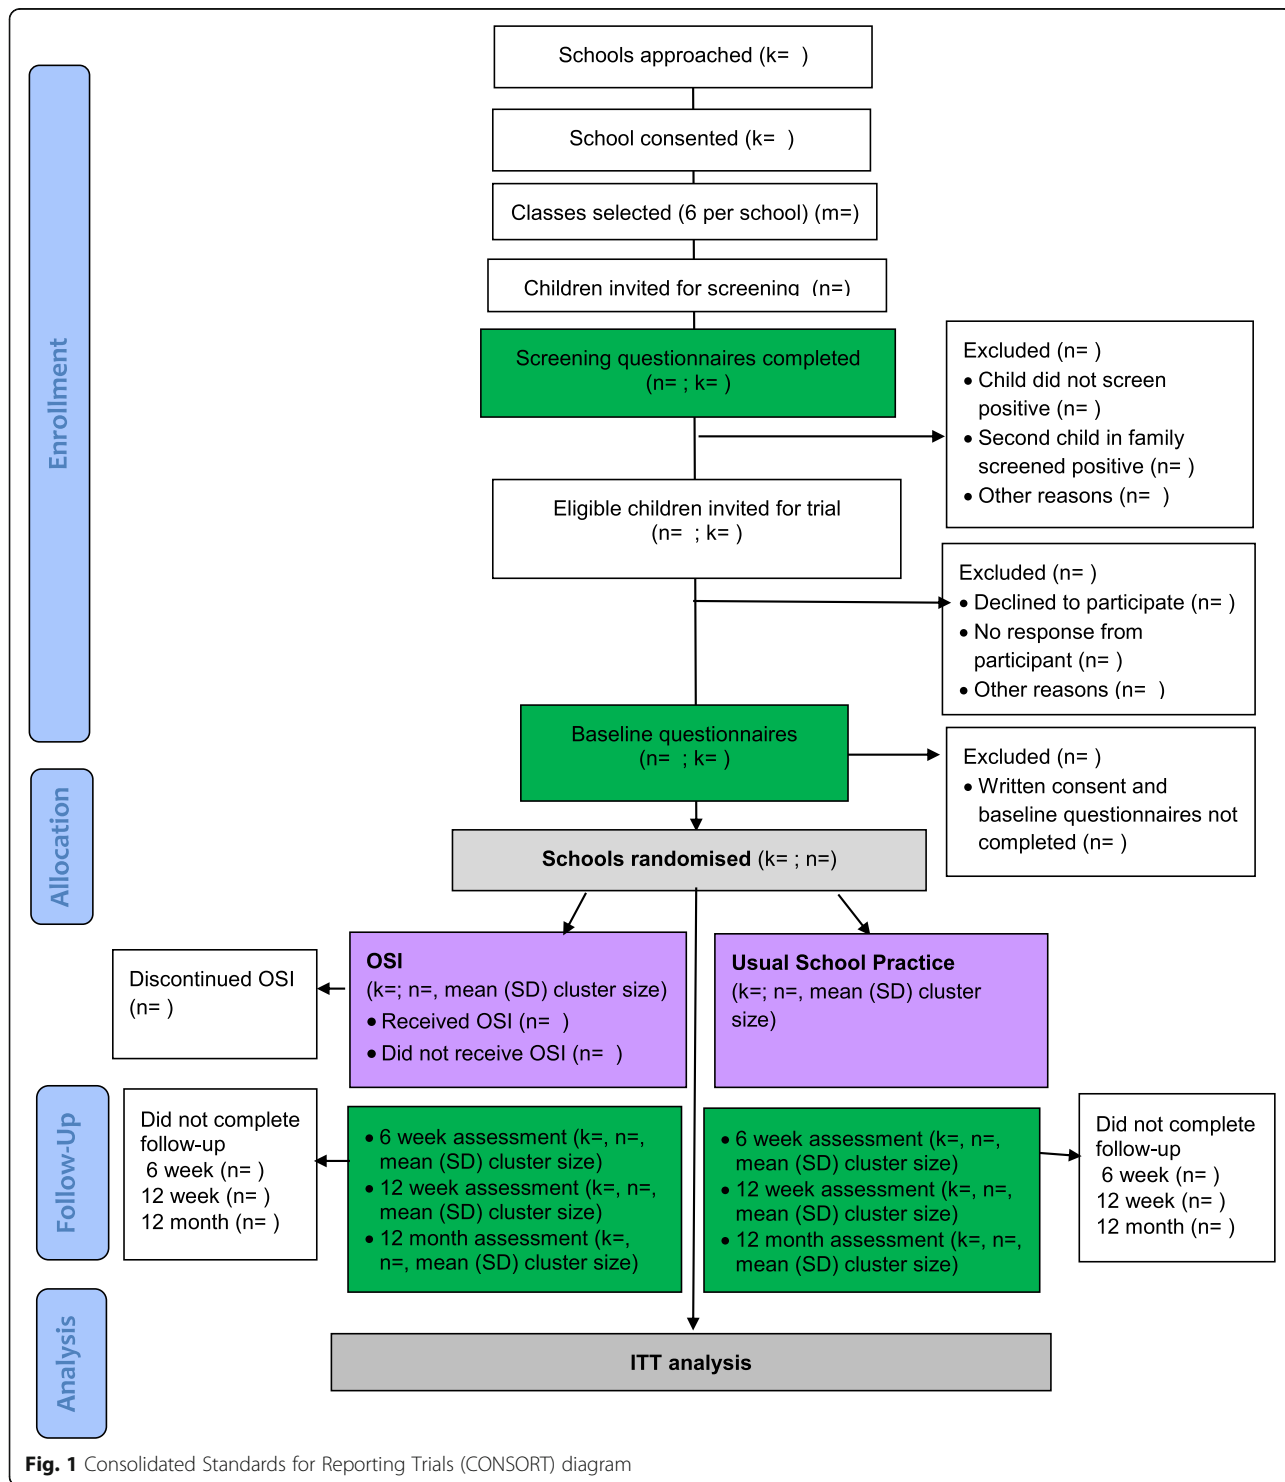 Schools approached (k=  )
School consented (k=  )
Classes selected (6 per school) (m=)
Children invited for screening  (n=)
Enrollment
Screening questionnaires completed
(n= ; k= )
Excluded (n= )
• Child did not screen
positive (n= )
• Second child in family
screened positive (n= )
• Other reasons (n=  )
Eligible children invited for trial
(n=  ; k= )
Excluded (n= )
• Declined to participate (n= )
• No response from
participant (n= )
• Other reasons (n=  )
Baseline questionnaires
(n=  ; k= )
Excluded (n= )
• Written consent and
baseline questionnaires not
completed (n= )
Allocation
Schools randomised (k= ; n=)
Discontinued OSI
(n= )
OSI
(k=; n=, mean (SD) cluster size)
• Received OSI (n=  )
• Did not receive OSI (n=  )
Usual School Practice
(k=; n=, mean (SD) cluster
size)
Follow-Up
Did not complete
follow-up
6 week (n= )
12 week (n= )
12 month (n= )
• 6 week assessment (k=, n=,
mean (SD) cluster size)
• 12 week assessment (k=, n=,
mean (SD) cluster size)
• 12 month assessment (k=,
n=, mean (SD) cluster size)
• 6 week assessment (k=, n=,
mean (SD) cluster size)
• 12 week assessment (k=, n=,
mean (SD) cluster size)
• 12 month assessment (k=, n=,
mean (SD) cluster size)
Did not complete
follow-up
6 week (n= )
12 week (n= )
12 month (n= )
Analysis
ITT analysis
Fig. 1 Consolidated Standards for Reporting Trials (CONSORT) diagram